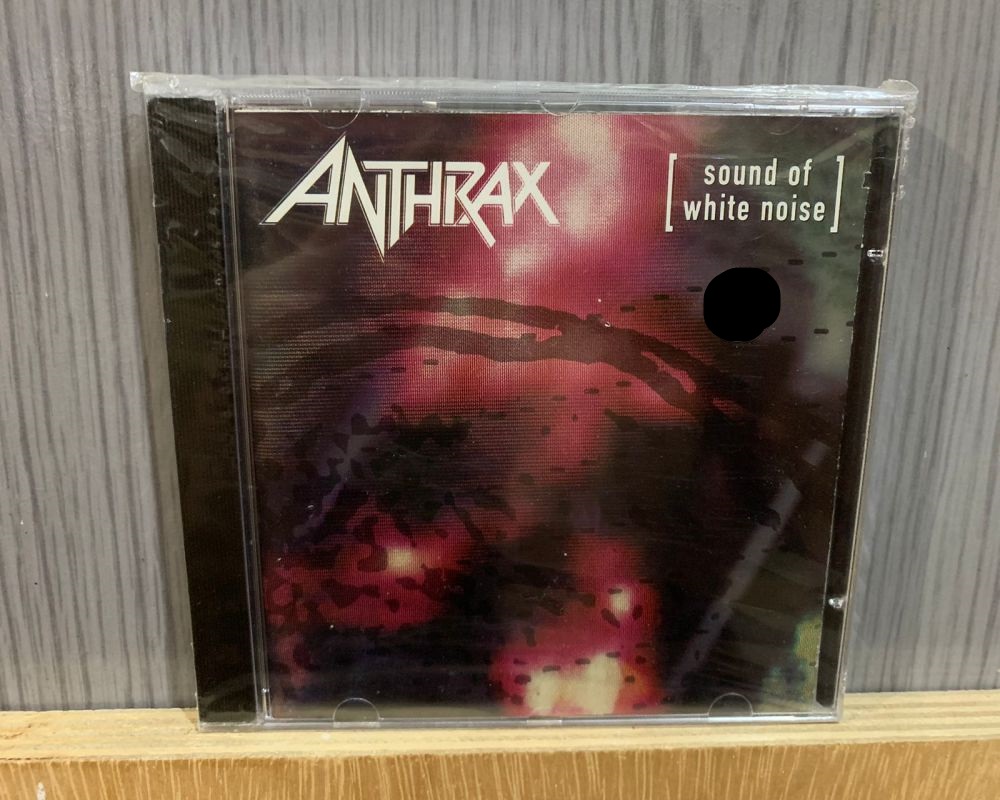 ANTHRAX
[sound of
white noise]